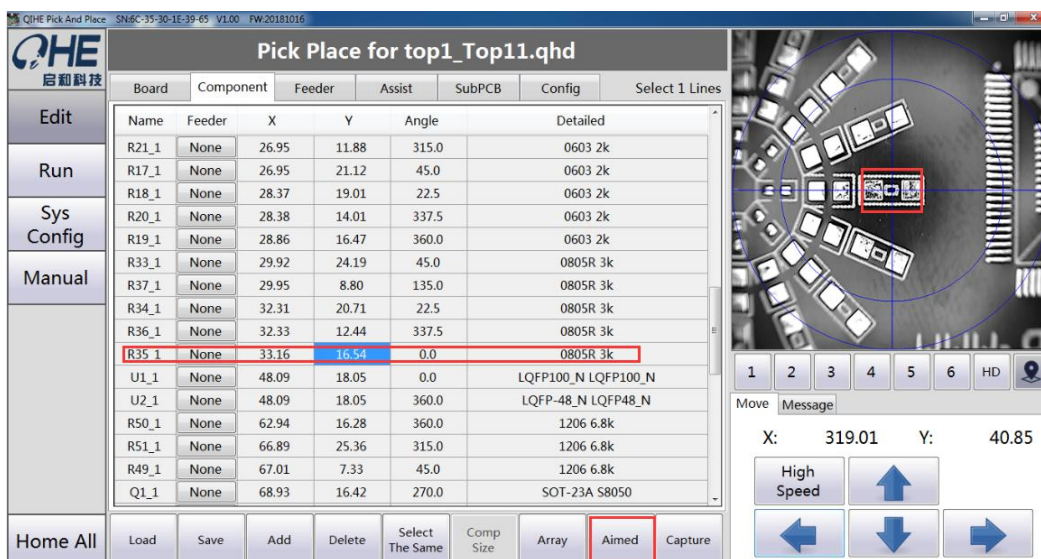 QIHE Pick And Place SN:6C-35-30-1E-39-65 V1.00 FW:20181016
QHE
启和科技
Pick Place for top1_Top11.qhd
Board Component Feeder Assist SubPCB Config Select 1 Lines
Edit
Run
Sys Config
Manual
Home All
Name Feeder X Y Angle Detailed
R21_1 None 26.95 11.88 315.0 0603 2k
R17_1 None 26.95 21.12 45.0 0603 2k
R18_1 None 28.37 19.01 22.5 0603 2k
R20_1 None 28.38 14.01 337.5 0603 2k
R19_1 None 28.86 16.47 360.0 0603 2k
R33_1 None 29.92 24.19 45.0 0805R 3k
R37_1 None 29.95 8.80 135.0 0805R 3k
R34_1 None 32.31 20.71 22.5 0805R 3k
R36_1 None 32.33 12.44 337.5 0805R 3k
R35_1 None 33.16 16.54 0.0 0805R 3k
U1_1 None 48.09 18.05 0.0 LQFP100_N LQFP100_N
U2_1 None 48.09 18.05 360.0 LQFP-48_N LQFP48_N
R50_1 None 62.94 16.28 360.0 1206 6.8k
R51_1 None 66.89 25.36 315.0 1206 6.8k
R49_1 None 67.01 7.33 45.0 1206 6.8k
Q1_1 None 68.93 16.42 270.0 SOT-23A S8050
Load Save Add Delete Select The Same Comp Size Array Aimed Capture
1 2 3 4 5 6 HD
Move Message
X: 319.01 Y: 40.85
High Speed